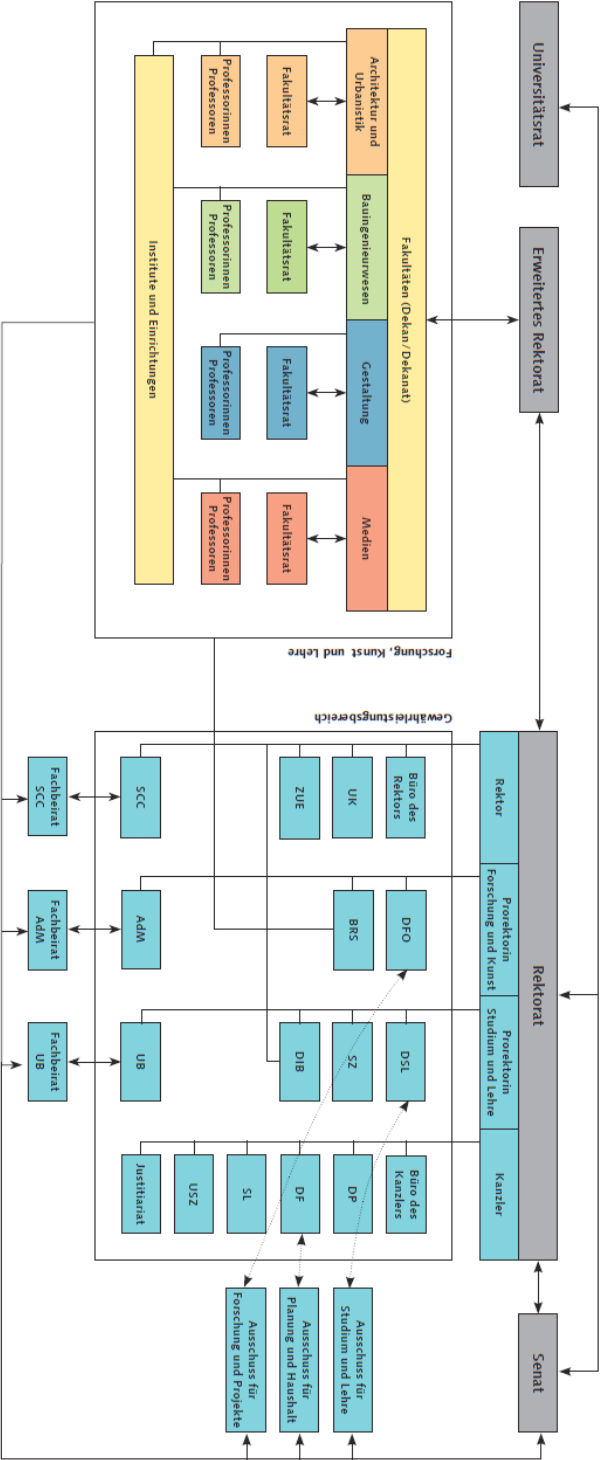 Universitätsrat
Erweitertes Rektorat
Rektorat
Senat
Fakultäten (Dekan/Dekanat)
Architektur und
Urbanistik
Bauingenieurwesen
Gestaltung
Medien
Fakultätsrat
Fakultätsrat
Fakultätsrat
Fakultätsrat
Professorinnen
Professoren
Professorinnen
Professoren
Professorinnen
Professoren
Professorinnen
Professoren
Institute und Einrichtungen
Forschung, Kunst und Lehre
Gewährleistungsbereich
Rektor
Prorektorin
Forschung und Kunst
Prorektorin
Studium und Lehre
Kanzler
Büro des
Rektors
UK
ZUE
SCC
DFO
BRS
AdM
DSL
SZ
DIB
UB
Büro des
Kanzlers
DP
DF
SL
USZ
Justitiariat
Fachbeirat
SCC
Fachbeirat
AdM
Fachbeirat
UB
Ausschuss für
Studium und Lehre
Ausschuss für
Planung und Haushalt
Ausschuss für
Forschung und Projekte